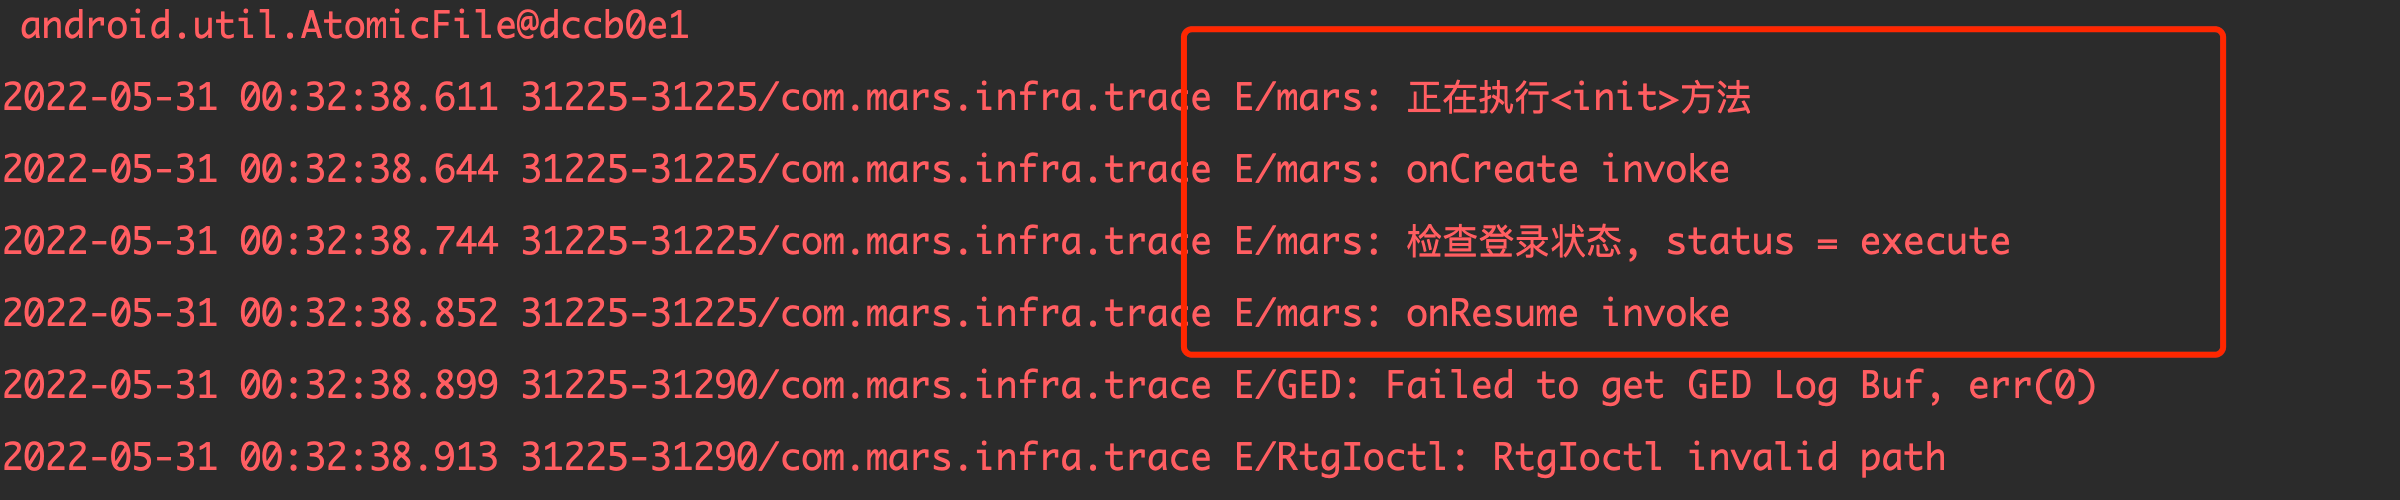 android.util.AtomicFile@dccb0e1
2022-05-31 00:32:38.611 31225-31225/com.mars.infra.trace E/mars: 正在执行<init>方法
2022-05-31 00:32:38.644 31225-31225/com.mars.infra.trace E/mars: onCreate invoke
2022-05-31 00:32:38.744 31225-31225/com.mars.infra.trace E/mars: 检查登录状态, status = execute
2022-05-31 00:32:38.852 31225-31225/com.mars.infra.trace E/mars: onResume invoke
2022-05-31 00:32:38.899 31225-31290/com.mars.infra.trace E/GED: Failed to get GED Log Buf, err(0)
2022-05-31 00:32:38.913 31225-31290/com.mars.infra.trace E/RtgIoctl: RtgIoctl invalid path